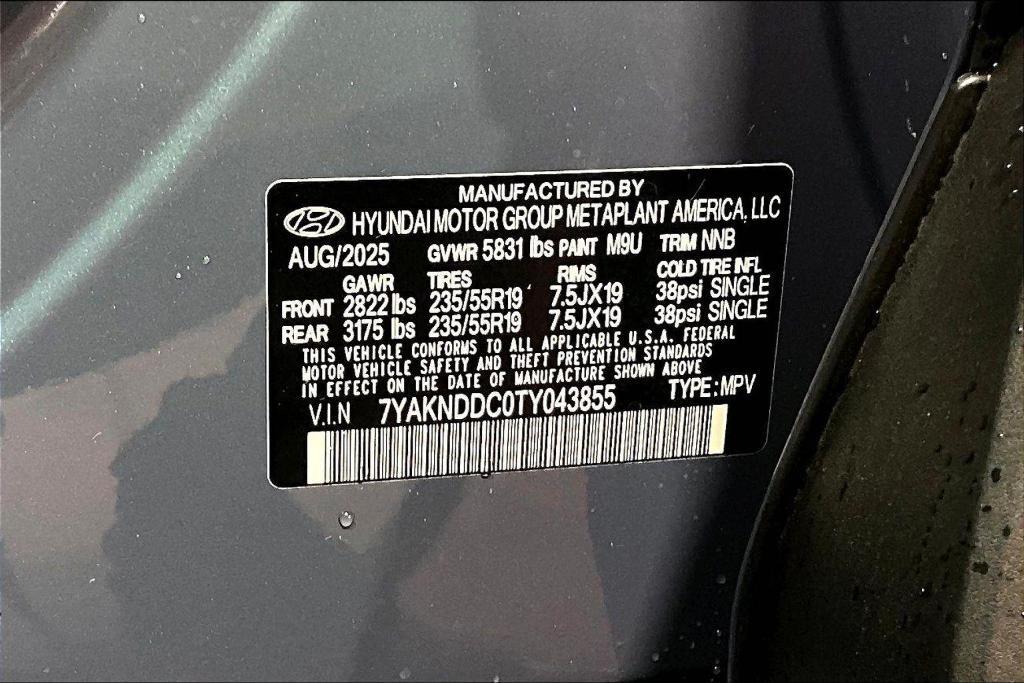 MANUFACTURED BY
HYUNDAI MOTOR GROUP METAPLANT AMERICA, LLC
AUG/2025 GVWR 5831 lbs PAINT M9U TRIM NNB
GAWR TIRES RIMS COLD TIRE INFL
FRONT 2822 lbs 235/55R19 7.5JX19 38psi SINGLE
REAR 3175 lbs 235/55R19 7.5JX19 38psi SINGLE
THIS VEHICLE CONFORMS TO ALL APPLICABLE U.S.A. FEDERAL
MOTOR VEHICLE SAFETY AND THEFT PREVENTION STANDARDS
IN EFFECT ON THE DATE OF MANUFACTURE SHOWN ABOVE
V.I.N 7YAKNDDC0TY043855 TYPE:MPV